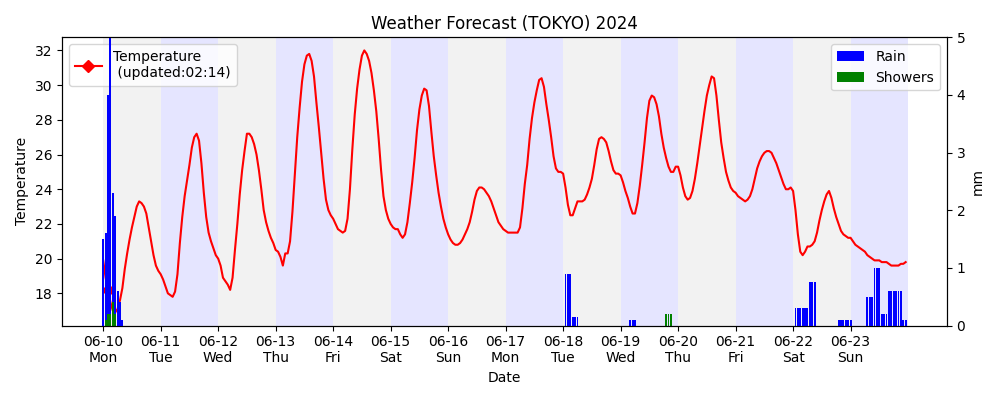 Weather Forecast (TOKYO) 2024
Temperature
(updated:02:14)
Rain
Showers
Temperature
32
30
28
26
24
22
20
18
5
4
3
2
1
0
mm
06-10 06-11 06-12 06-13 06-14 06-15 06-16 06-17 06-18 06-19 06-20 06-21 06-22 06-23
Mon Tue Wed Thu Fri Sat Sun Mon Tue Wed Thu Fri Sat Sun
Date